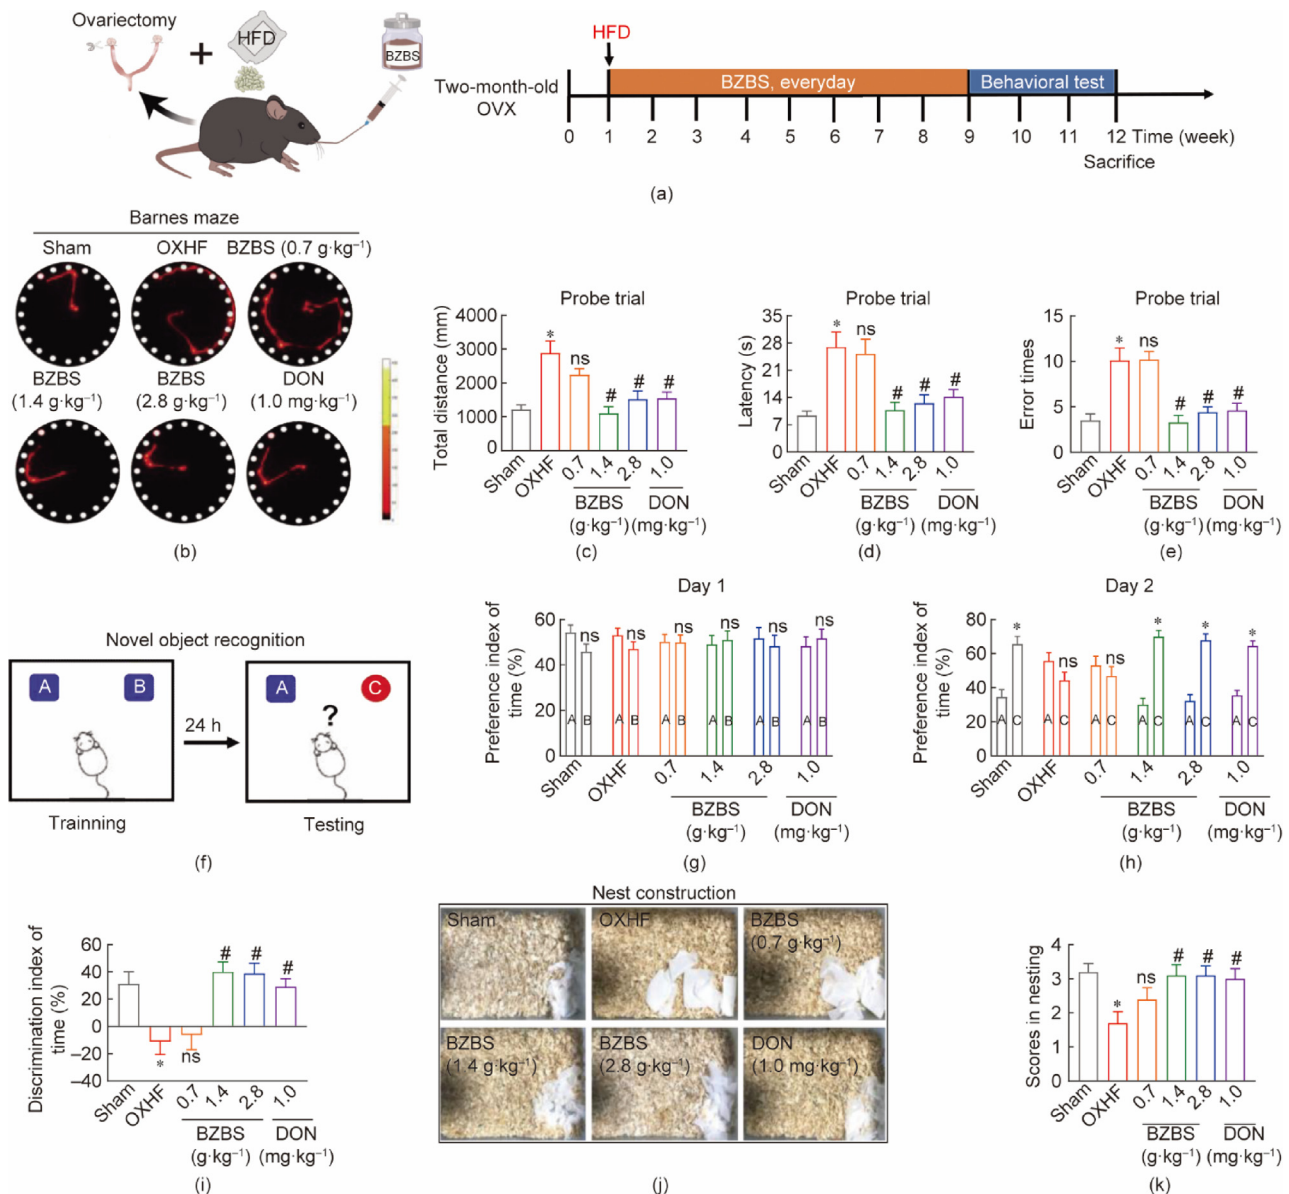 Ovariectomy
+
HFD
BZBS
HFD
Two-month-old
OVX
BZBS, everyday
Behavioral test
0 1 2 3 4 5 6 7 8 9 10 11 12 Time (week)
Sacrifice
(a)
Barnes maze
Sham OXHF BZBS (0.7 g·kg⁻¹)
BZBS BZBS DON
(1.4 g·kg⁻¹) (2.8 g·kg⁻¹) (1.0 mg·kg⁻¹)
(b)
Probe trial
Total distance (mm)
4000
3000
2000
1000
0
* ns # # #
Sham OXHF 0.7 1.4 2.8 1.0
BZBS DON
(g·kg⁻¹) (mg·kg⁻¹)
(c)
Probe trial
Latency (s)
35
28
21
14
7
0
* ns # # #
Sham OXHF 0.7 1.4 2.8 1.0
BZBS DON
(g·kg⁻¹) (mg·kg⁻¹)
(d)
Probe trial
Error times
15
10
5
0
* ns # # #
Sham OXHF 0.7 1.4 2.8 1.0
BZBS DON
(g·kg⁻¹) (mg·kg⁻¹)
(e)
Novel object recognition
A B
24 h
A C
?
Trainning Testing
(f)
Day 1
Preference index of
time (%)
60
40
20
0
ns ns ns ns ns ns
A B A B A B A B A B A B
Sham OXHF 0.7 1.4 2.8 1.0
BZBS DON
(g·kg⁻¹) (mg·kg⁻¹)
(g)
Day 2
Preference index of
time (%)
80
60
40
20
0
* ns ns * * *
A C A C A C A C A C A C
Sham OXHF 0.7 1.4 2.8 1.0
BZBS DON
(g·kg⁻¹) (mg·kg⁻¹)
(h)
Discrimination index of
time (%)
60
40
20
0
–20
–40
* ns # # #
Sham OXHF 0.7 1.4 2.8 1.0
BZBS DON
(g·kg⁻¹) (mg·kg⁻¹)
(i)
Nest construction
Sham OXHF BZBS
(0.7 g·kg⁻¹)
BZBS BZBS DON
(1.4 g·kg⁻¹) (2.8 g·kg⁻¹) (1.0 mg·kg⁻¹)
(j)
Scores in nesting
4
3
2
1
0
* ns # # #
Sham OXHF 0.7 1.4 2.8 1.0
BZBS DON
(g·kg⁻¹) (mg·kg⁻¹)
(k)